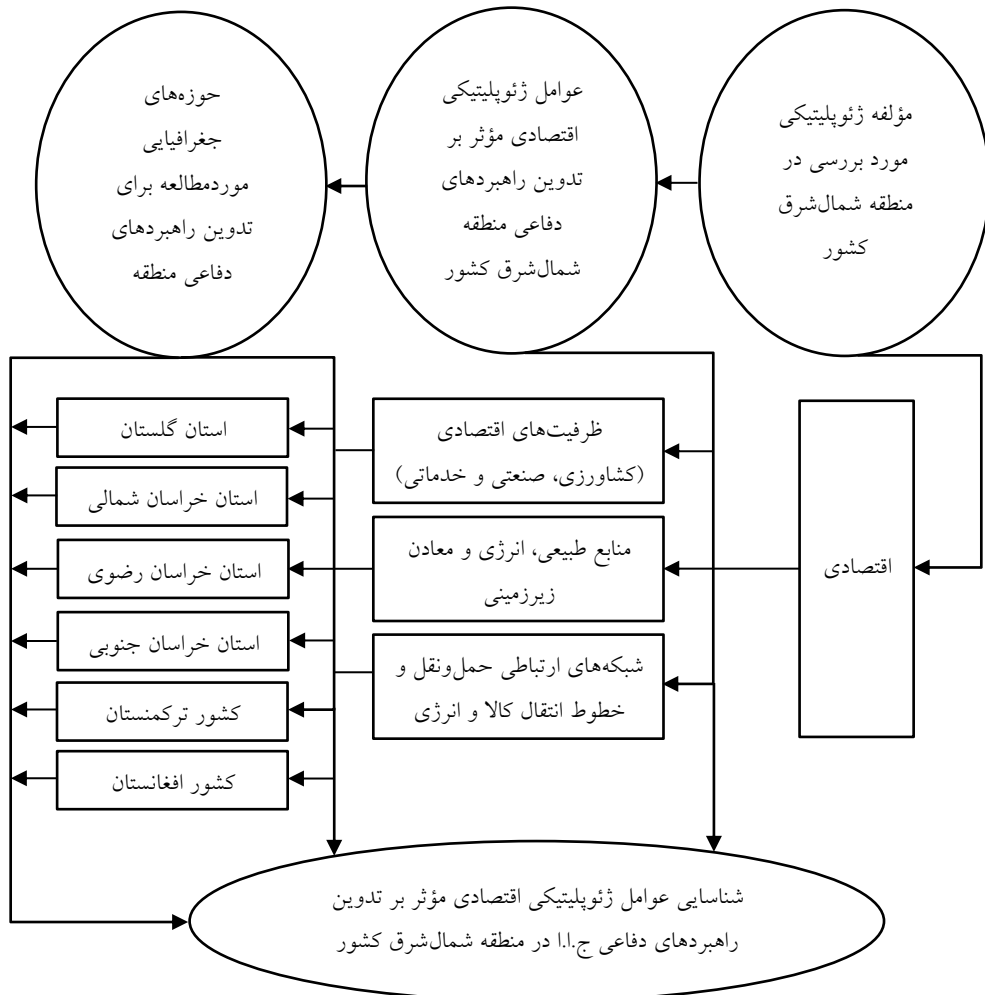 مؤلفه ژئوپلیتیکی
مورد بررسی در
منطقه شمال‌شرق
کشور
عوامل ژئوپلیتیکی
اقتصادی مؤثر بر
تدوین راهبردهای
دفاعی منطقه
شمال‌شرق کشور
حوزه‌های
جغرافیایی
موردمطالعه برای
تدوین راهبردهای
دفاعی منطقه
اقتصادی
ظرفیت‌های اقتصادی
(کشاورزی، صنعتی و خدماتی)
منابع طبیعی، انرژی و معادن
زیرزمینی
شبکه‌های ارتباطی حمل‌ونقل و
خطوط انتقال کالا و انرژی
استان گلستان
استان خراسان شمالی
استان خراسان رضوی
استان خراسان جنوبی
کشور ترکمنستان
کشور افغانستان
شناسایی عوامل ژئوپلیتیکی اقتصادی مؤثر بر تدوین
راهبردهای دفاعی ج.ا.ا در منطقه شمال‌شرق کشور